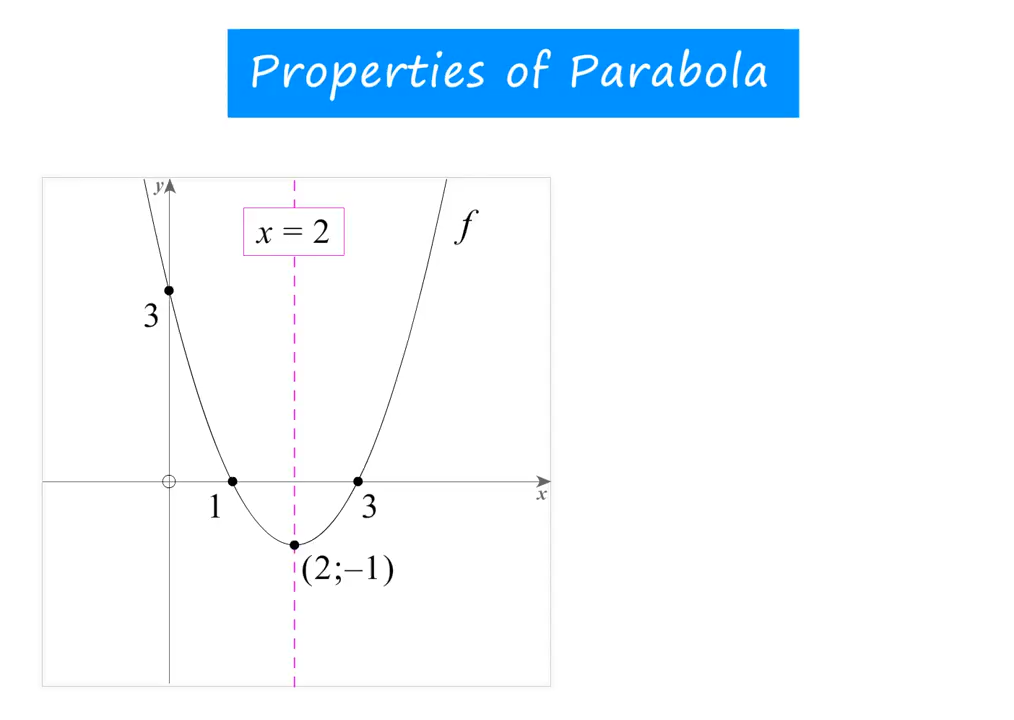 Properties of Parabola
y
x = 2
f
3
x
1
3
(2;–1)